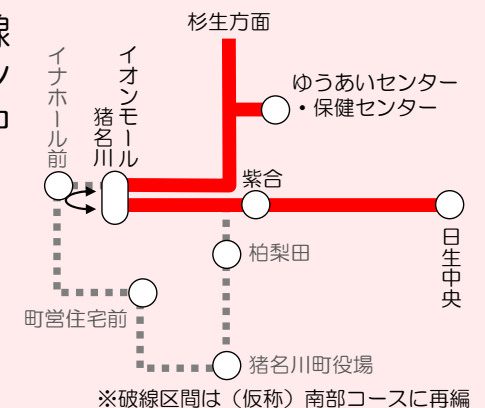 杉生方面
ゆうあいセンター
・保健センター
イオンモール
猪名川
イナホール前
紫合
日生中央
柏梨田
町営住宅前
猪名川町役場
※破線区間は（仮称）南部コースに再編